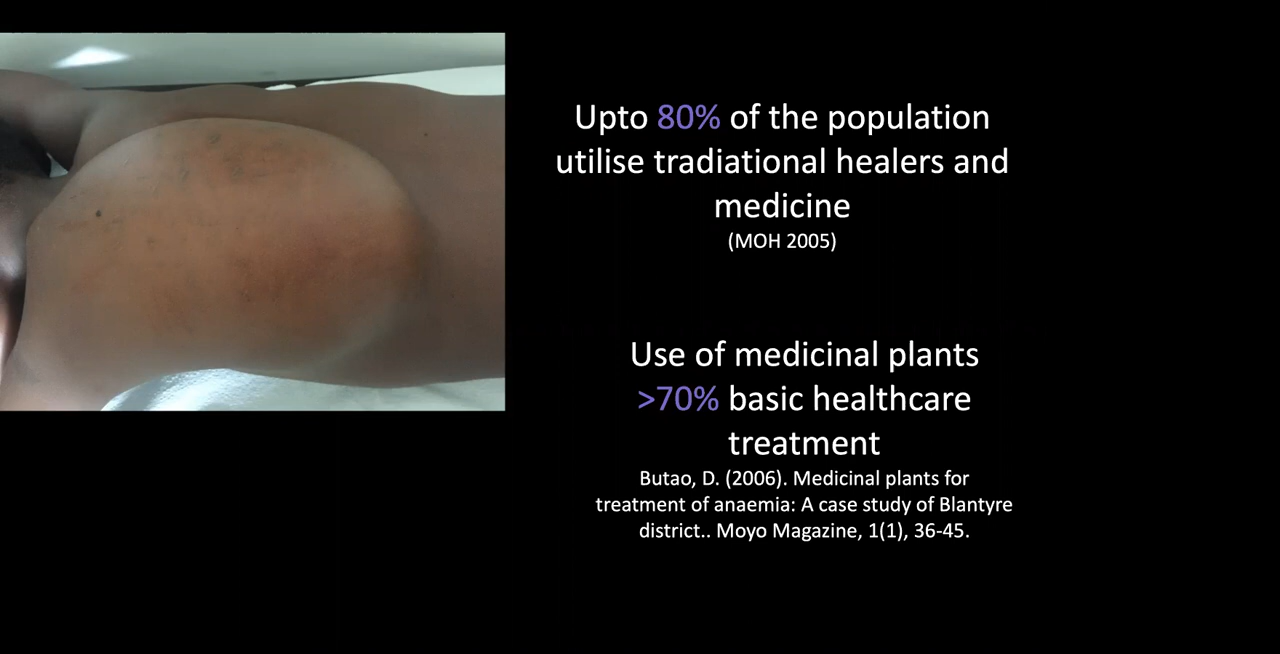 Upto 80% of the population
utilise tradiational healers and
medicine
(MOH 2005)
Use of medicinal plants
>70% basic healthcare
treatment
Butao, D. (2006). Medicinal plants for
treatment of anaemia: A case study of Blantyre
district.. Moyo Magazine, 1(1), 36-45.